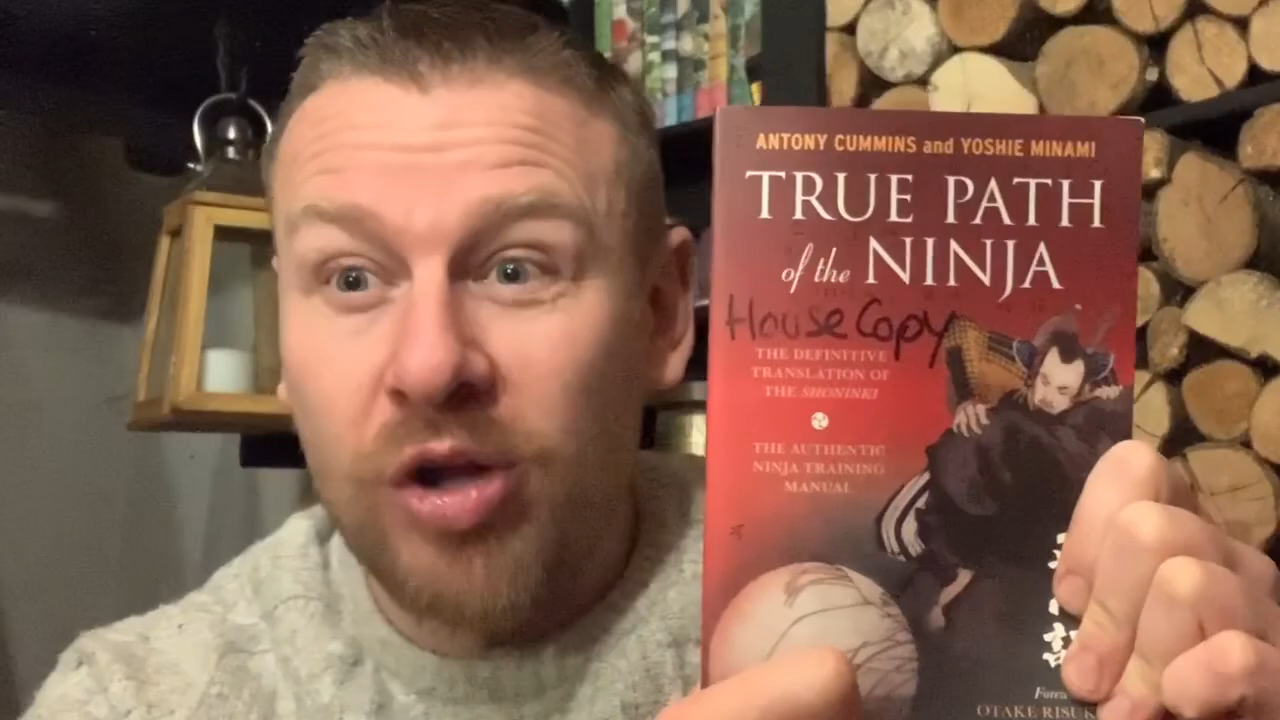 ANTONY CUMMINS and YOSHIE MINAMI
TRUE PATH
of the NINJA
House Copy
THE DEFINITIVE
TRANSLATION OF
THE SHONINKI
THE AUTHENTIC
NINJA TRAINING
MANUAL
OTAKE